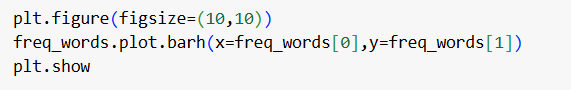 plt.figure(figsize=(10,10))
freq_words.plot.barh(x=freq_words[0],y=freq_words[1])
plt.show